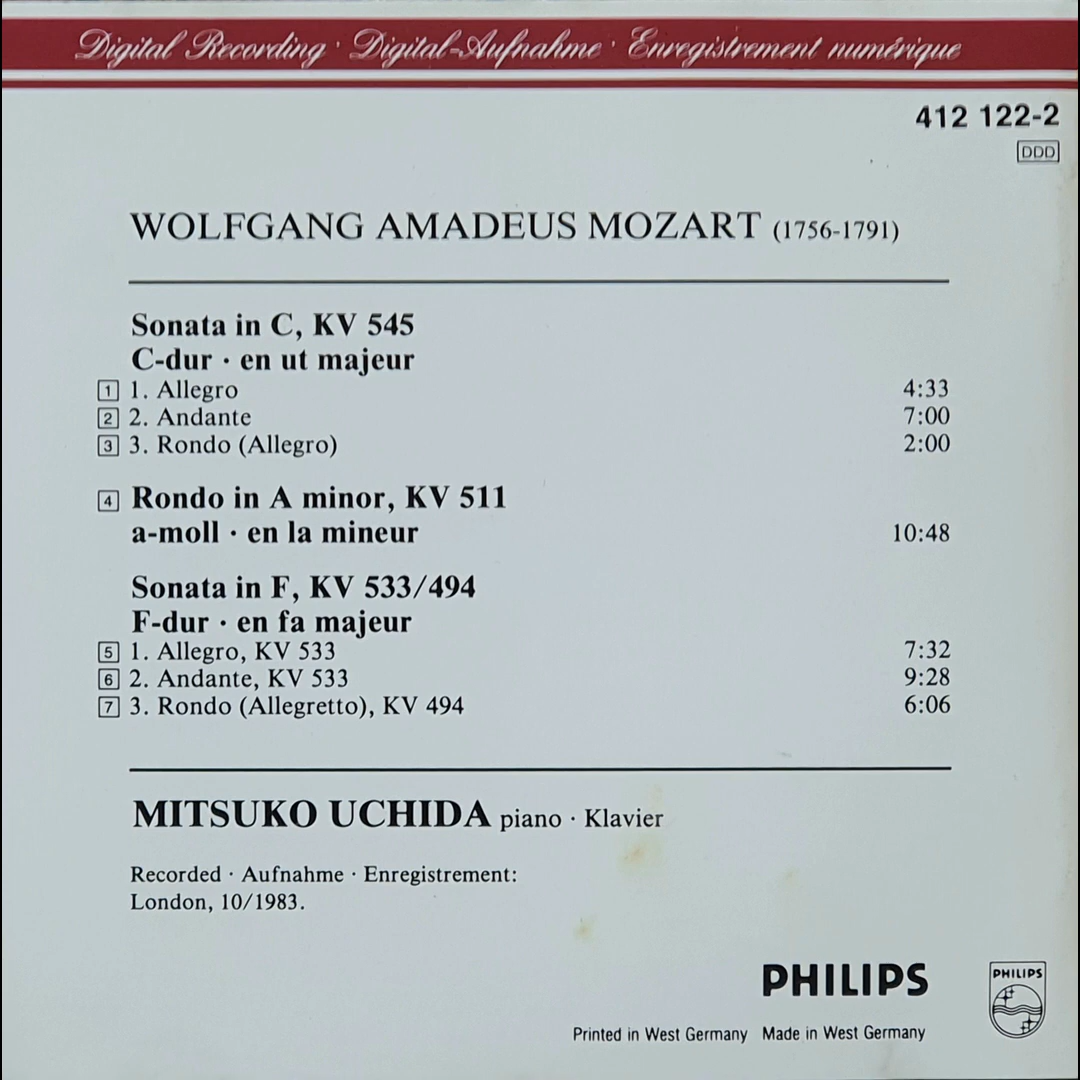 Digital Recording · Digital-Aufnahme · Enregistrement numérique
412 122-2
DDD
WOLFGANG AMADEUS MOZART (1756-1791)
Sonata in C, KV 545
C-dur · en ut majeur
1 1. Allegro 4:33
2 2. Andante 7:00
3 3. Rondo (Allegro) 2:00
4 Rondo in A minor, KV 511
a-moll · en la mineur 10:48
Sonata in F, KV 533/494
F-dur · en fa majeur
5 1. Allegro, KV 533 7:32
6 2. Andante, KV 533 9:28
7 3. Rondo (Allegretto), KV 494 6:06
MITSUKO UCHIDA piano · Klavier
Recorded · Aufnahme · Enregistrement:
London, 10/1983.
PHILIPS
PHILIPS
Printed in West Germany Made in West Germany